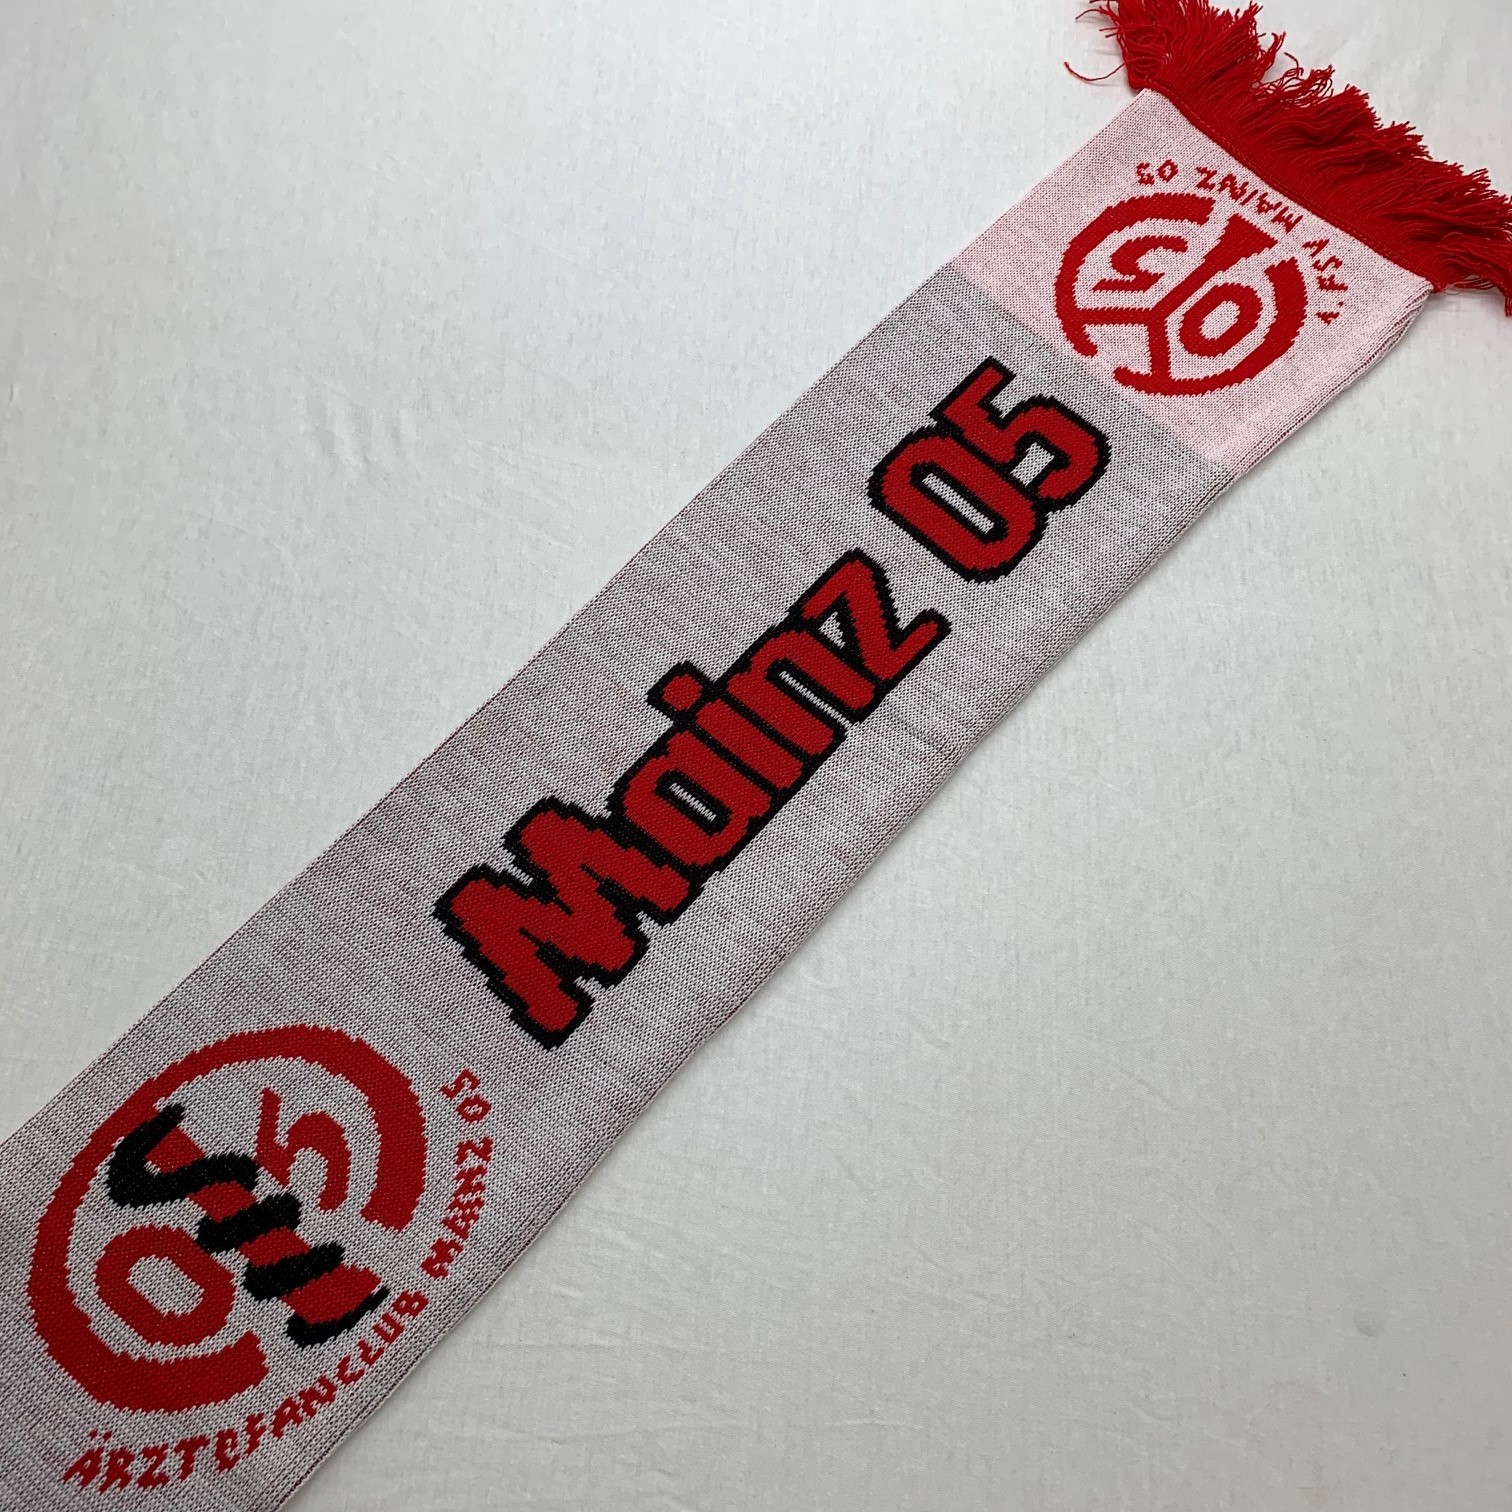 1. FSV MAINZ 05
05
Mainz 05
05
ÄRZTEFANCLUB MAINZ 05